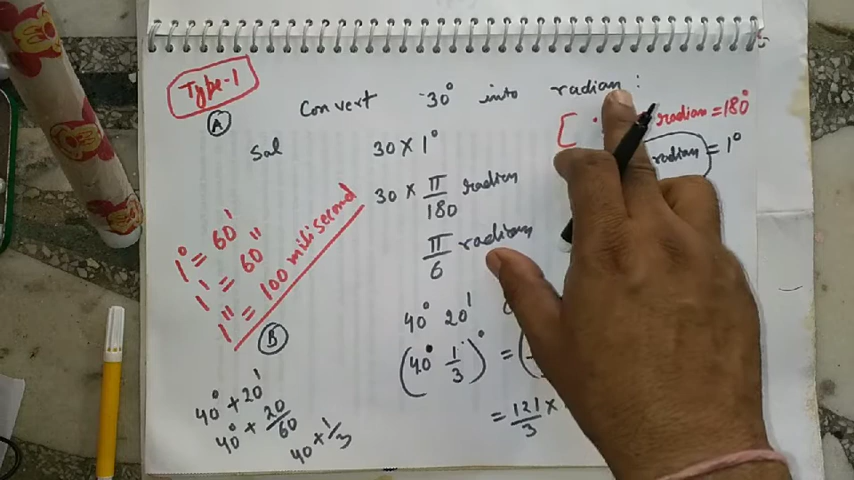 Type-1
(A) Convert 30° into radian :
[ radian = 180°
Sol 30 × 1°
radian = 1°
30 × π/180 radian
π/6 radian
1° = 60'
1' = 60"
1" = 100 miliseconds
(B) 40° 20'
(40° 1/3)° = (
= 121/3 ×
40° + 20'
40° + 20/60
40 + 1/3